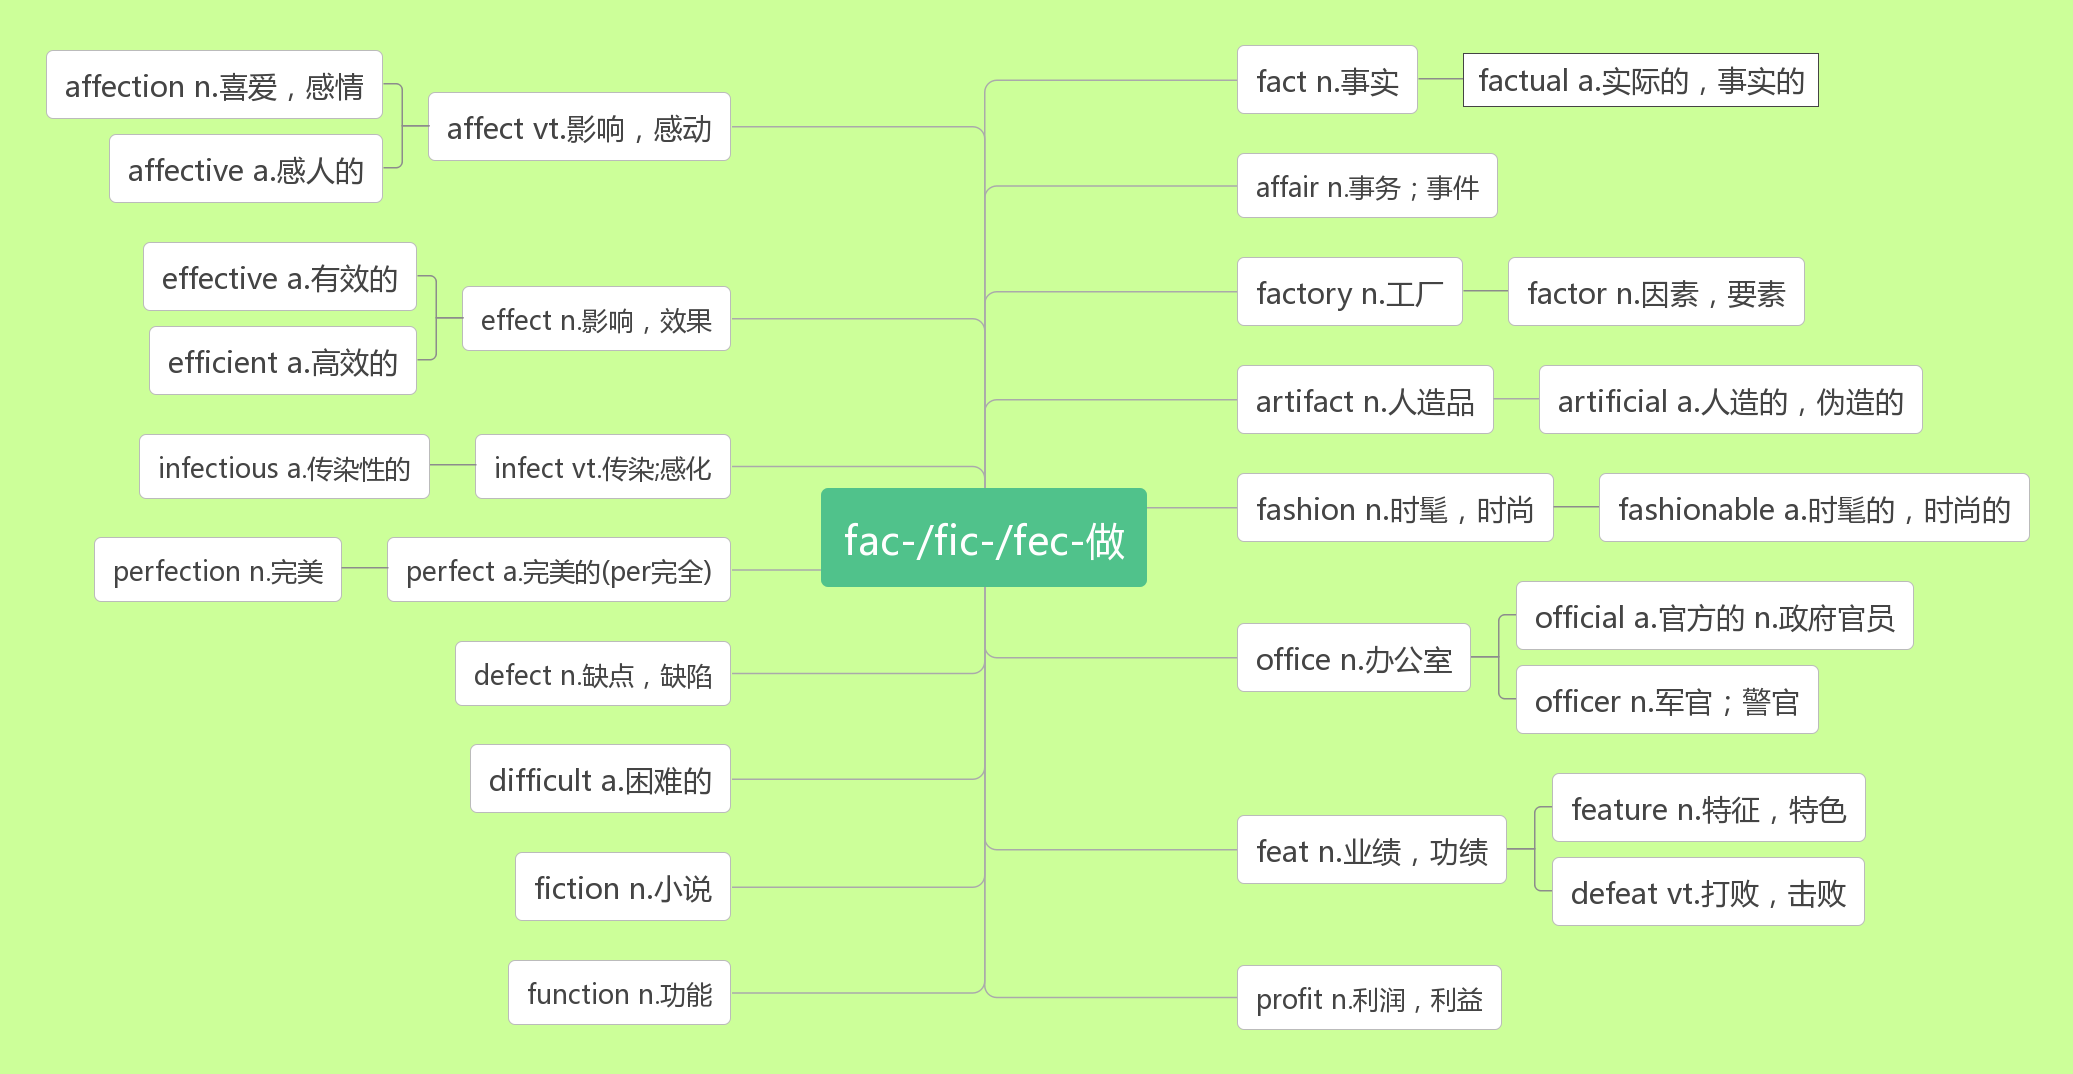 fac-/fic-/fec-做
fact n.事实
factual a.实际的，事实的
affair n.事务；事件
factory n.工厂
factor n.因素，要素
artifact n.人造品
artificial a.人造的，伪造的
fashion n.时髦，时尚
fashionable a.时髦的，时尚的
office n.办公室
official a.官方的 n.政府官员
officer n.军官；警官
feat n.业绩，功绩
feature n.特征，特色
defeat vt.打败，击败
profit n.利润，利益
affect vt.影响，感动
affection n.喜爱，感情
affective a.感人的
effect n.影响，效果
effective a.有效的
efficient a.高效的
infect vt.传染;感化
infectious a.传染性的
perfect a.完美的(per完全)
perfection n.完美
defect n.缺点，缺陷
difficult a.困难的
fiction n.小说
function n.功能